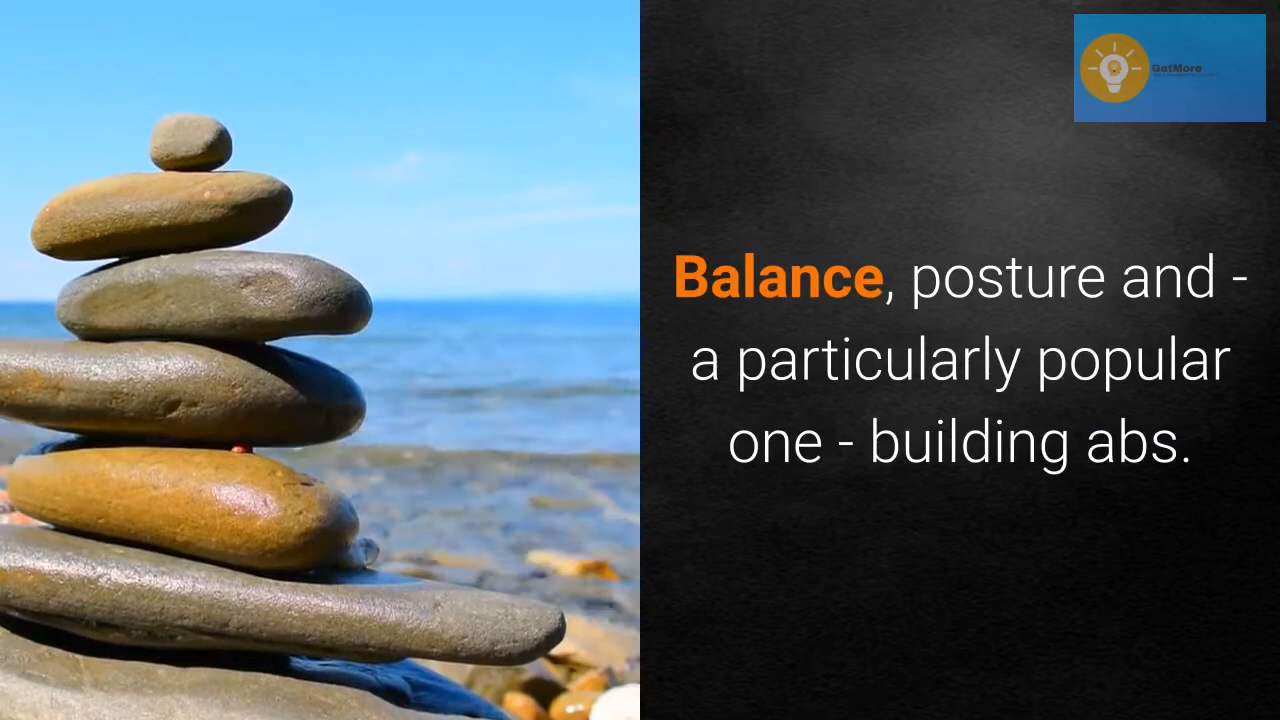 GetMore
Balance, posture and -
a particularly popular
one - building abs.